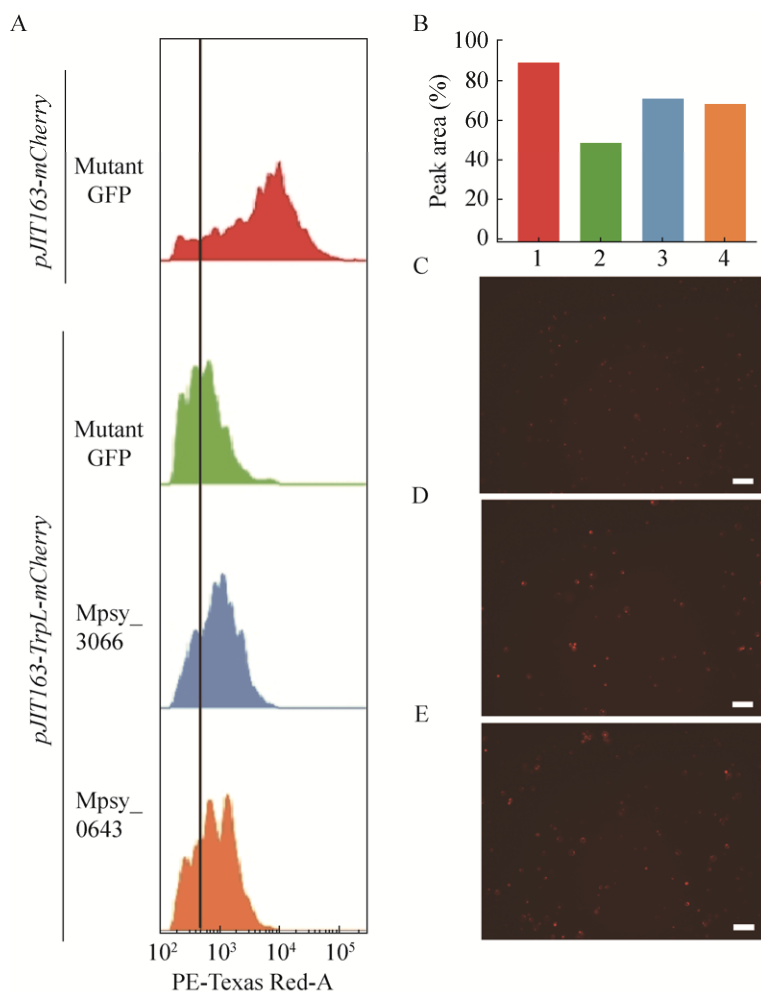 A
pJIT163-mCherry
Mutant
GFP
pJIT163-TrpL-mCherry
Mutant
GFP
Mpsy_
3066
Mpsy_
0643
10² 10³ 10⁴ 10⁵
PE-Texas Red-A
B
Peak area (%)
100
80
60
40
20
0
1 2 3 4
C
D
E